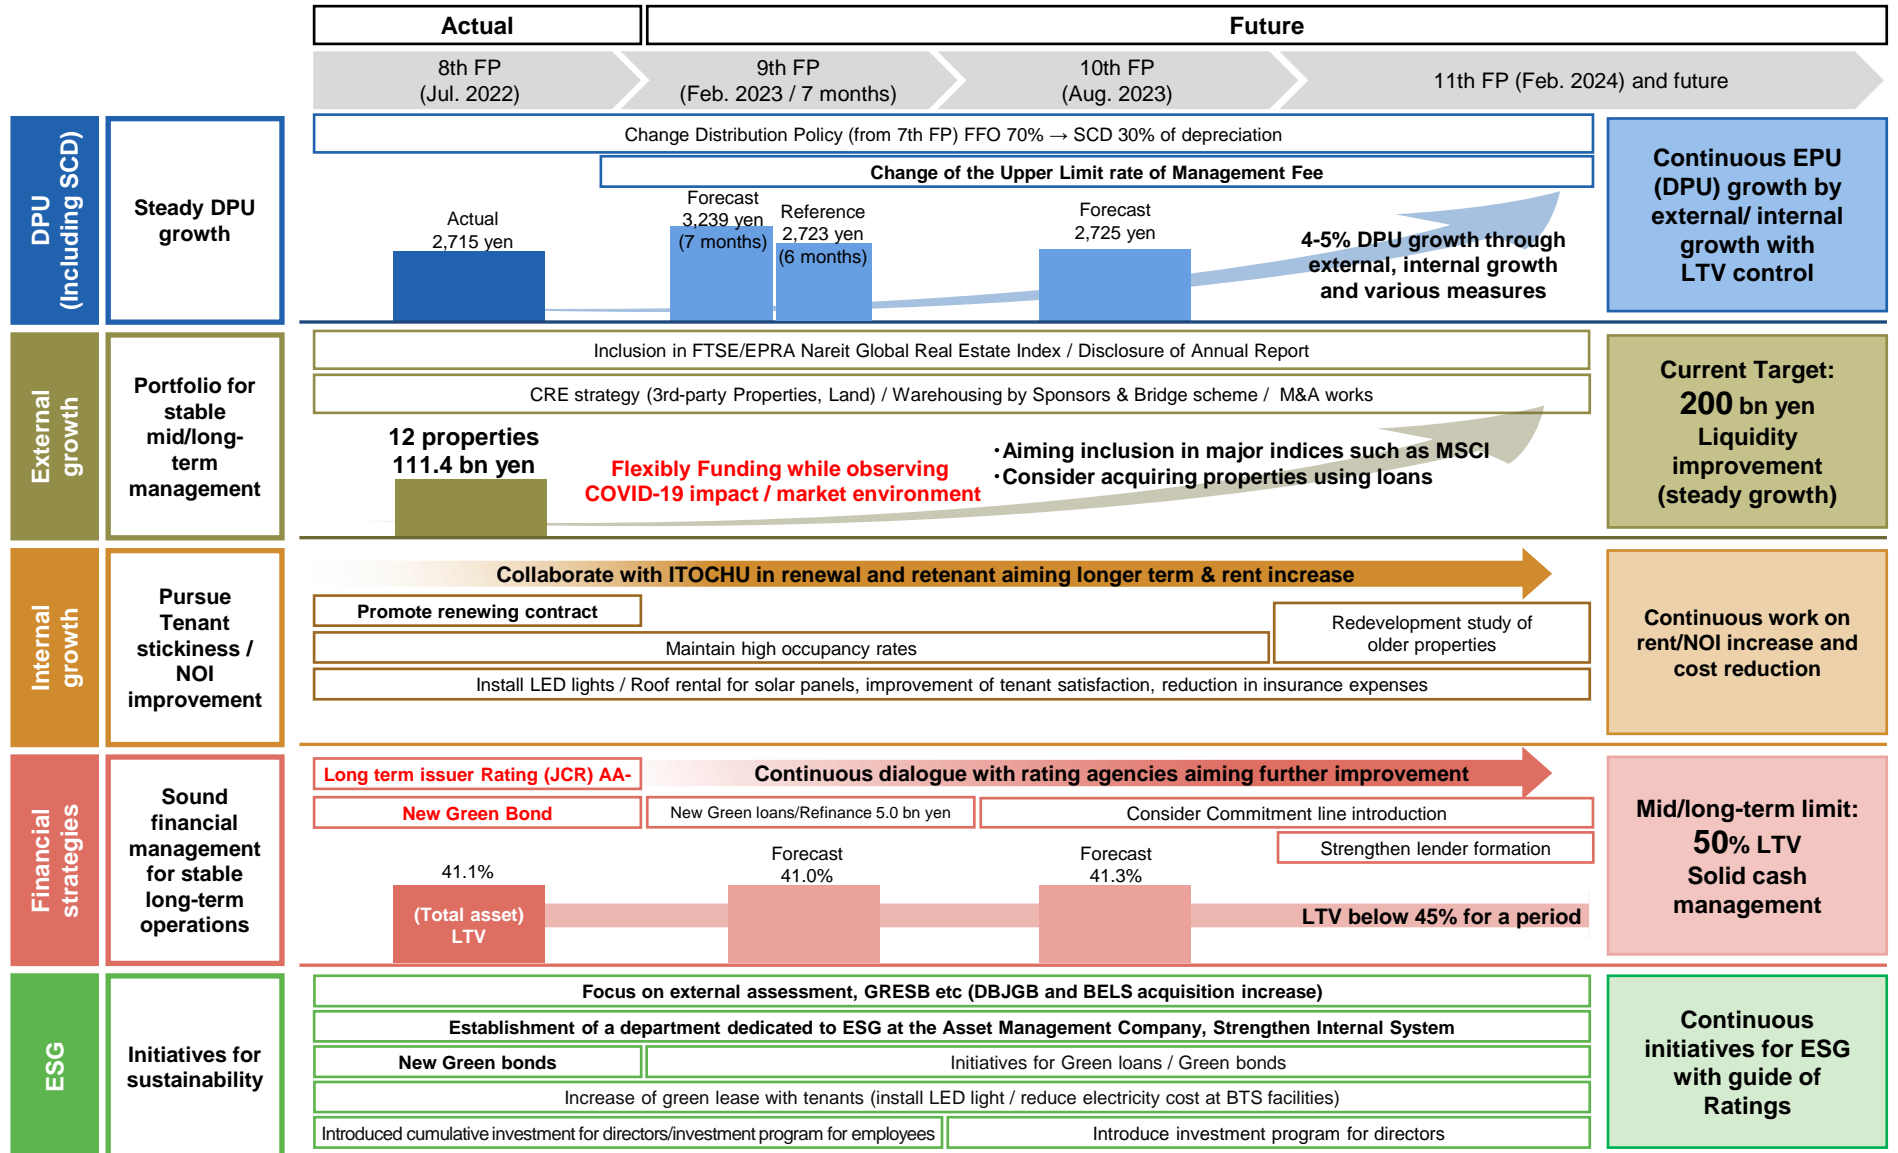 Actual
Future
8th FP
(Jul. 2022)
9th FP
(Feb. 2023 / 7 months)
10th FP
(Aug. 2023)
11th FP (Feb. 2024) and future
DPU
(Including SCD)
Steady DPU
growth
Change Distribution Policy (from 7th FP) FFO 70% → SCD 30% of depreciation
Change of the Upper Limit rate of Management Fee
Actual
2,715 yen
Forecast
3,239 yen
(7 months)
Reference
2,723 yen
(6 months)
Forecast
2,725 yen
4-5% DPU growth through
external, internal growth
and various measures
Continuous EPU
(DPU) growth by
external/ internal
growth with
LTV control
External
growth
Portfolio for
stable
mid/long-
term
management
Inclusion in FTSE/EPRA Nareit Global Real Estate Index / Disclosure of Annual Report
CRE strategy (3rd-party Properties, Land) / Warehousing by Sponsors & Bridge scheme / M&A works
12 properties
111.4 bn yen
Flexibly Funding while observing
COVID-19 impact / market environment
・Aiming inclusion in major indices such as MSCI
・Consider acquiring properties using loans
Current Target:
200 bn yen
Liquidity
improvement
(steady growth)
Internal
growth
Pursue
Tenant
stickiness /
NOI
improvement
Collaborate with ITOCHU in renewal and retenant aiming longer term & rent increase
Promote renewing contract
Maintain high occupancy rates
Redevelopment study of
older properties
Install LED lights / Roof rental for solar panels, improvement of tenant satisfaction, reduction in insurance expenses
Continuous work on
rent/NOI increase and
cost reduction
Financial
strategies
Sound
financial
management
for stable
long-term
operations
Long term issuer Rating (JCR) AA-
Continuous dialogue with rating agencies aiming further improvement
New Green Bond
New Green loans/Refinance 5.0 bn yen
Consider Commitment line introduction
Strengthen lender formation
41.1%
(Total asset)
LTV
Forecast
41.0%
Forecast
41.3%
LTV below 45% for a period
Mid/long-term limit:
50% LTV
Solid cash
management
ESG
Initiatives for
sustainability
Focus on external assessment, GRESB etc (DBJGB and BELS acquisition increase)
Establishment of a department dedicated to ESG at the Asset Management Company, Strengthen Internal System
New Green bonds
Initiatives for Green loans / Green bonds
Increase of green lease with tenants (install LED light / reduce electricity cost at BTS facilities)
Introduced cumulative investment for directors/investment program for employees
Introduce investment program for directors
Continuous
initiatives for ESG
with guide of
Ratings